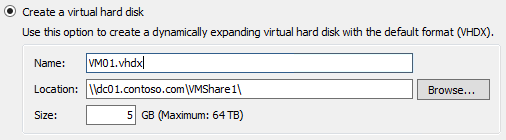 Create a virtual hard disk
Use this option to create a dynamically expanding virtual hard disk with the default format (VHDX).
Name: VM01.vhdx
Location: \\dc01.contoso.com\VMShare1\ Browse...
Size: 5 GB (Maximum: 64 TB)